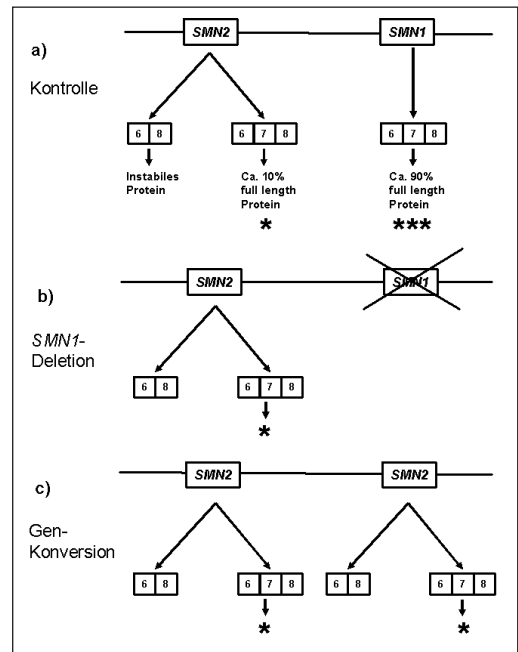 SMN2 SMN1
a)
Kontrolle
6 8 6 7 8 6 7 8
Instabiles
Protein
Ca. 10%
full length
Protein
*
Ca. 90%
full length
Protein
***
SMN2 SMN1
b)
SMN1-
Deletion
6 8 6 7 8
*
SMN2 SMN2
c)
Gen-
Konversion
6 8 6 7 8 6 8 6 7 8
* *